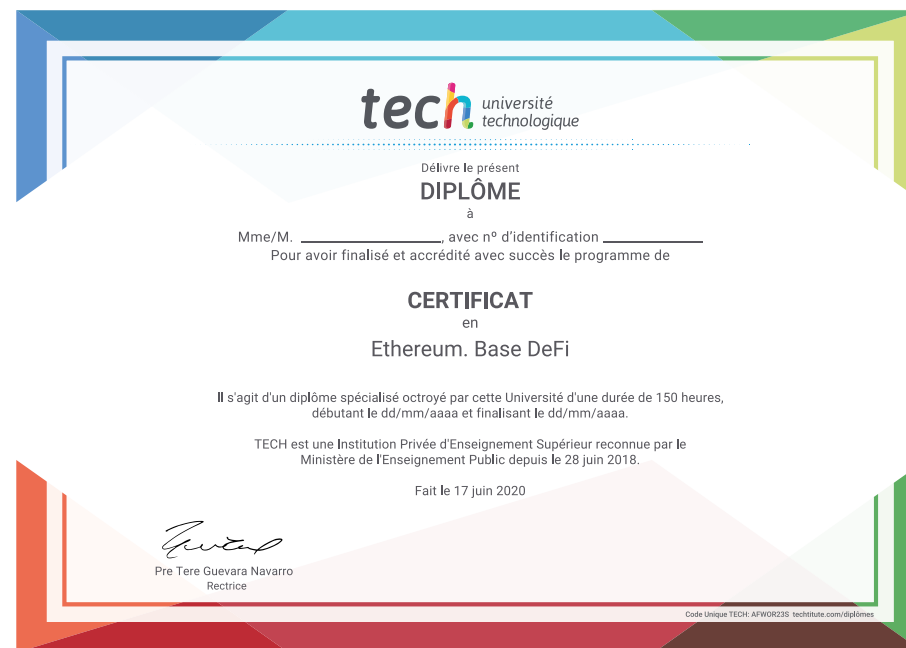 tech université
technologique
Délivre le présent
DIPLÔME
à
Mme/M. ____________________, avec nº d'identification ______________
Pour avoir finalisé et accrédité avec succès le programme de
CERTIFICAT
en
Ethereum. Base DeFi
Il s'agit d'un diplôme spécialisé octroyé par cette Université d'une durée de 150 heures,
débutant le dd/mm/aaaa et finalisant le dd/mm/aaaa.
TECH est une Institution Privée d'Enseignement Supérieur reconnue par le
Ministère de l'Enseignement Public depuis le 28 juin 2018.
Fait le 17 juin 2020
Pre Tere Guevara Navarro
Rectrice
Code Unique TECH: AFWOR23S techtitute.com/diplômes